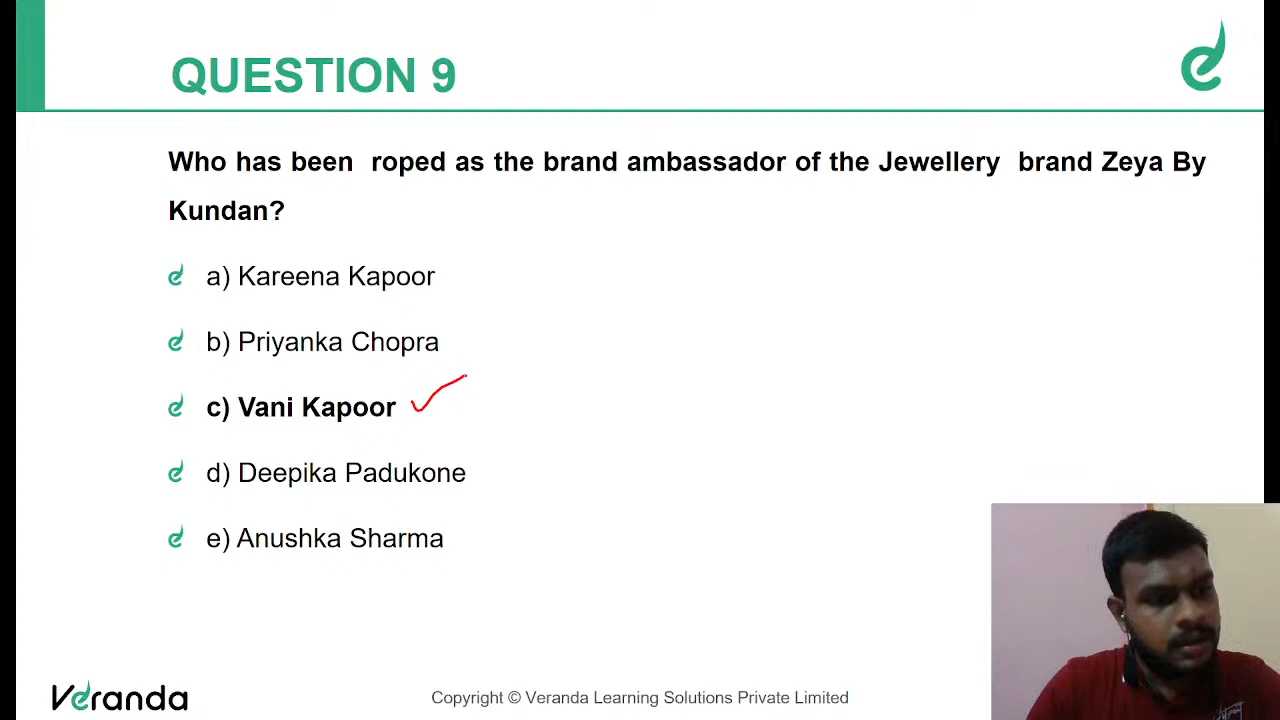 QUESTION 9
Who has been roped as the brand ambassador of the Jewellery brand Zeya By
Kundan?
a) Kareena Kapoor
b) Priyanka Chopra
c) Vani Kapoor
d) Deepika Padukone
e) Anushka Sharma
Veranda
Copyright © Veranda Learning Solutions Private Limited